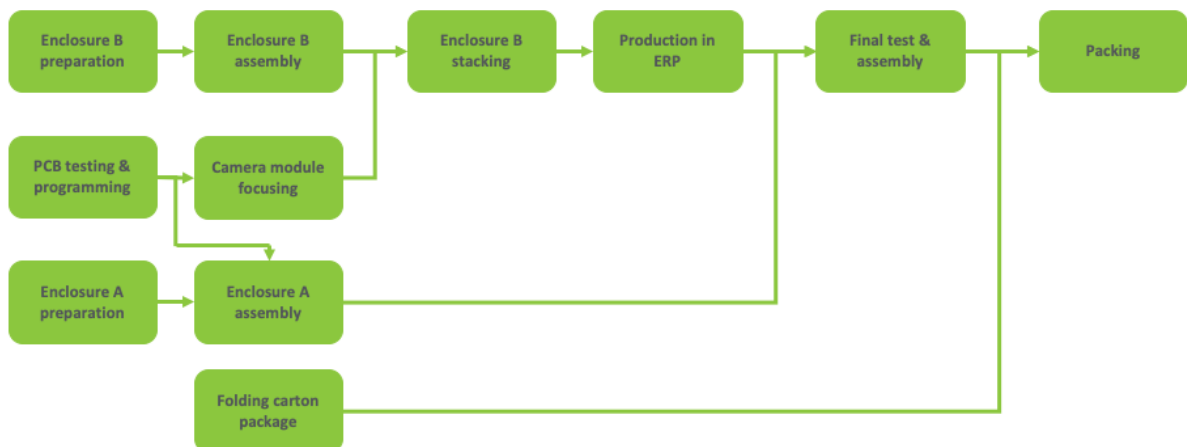 Enclosure B
preparation
Enclosure B
assembly
Enclosure B
stacking
Production in
ERP
Final test &
assembly
Packing
PCB testing &
programming
Camera module
focusing
Enclosure A
preparation
Enclosure A
assembly
Folding carton
package